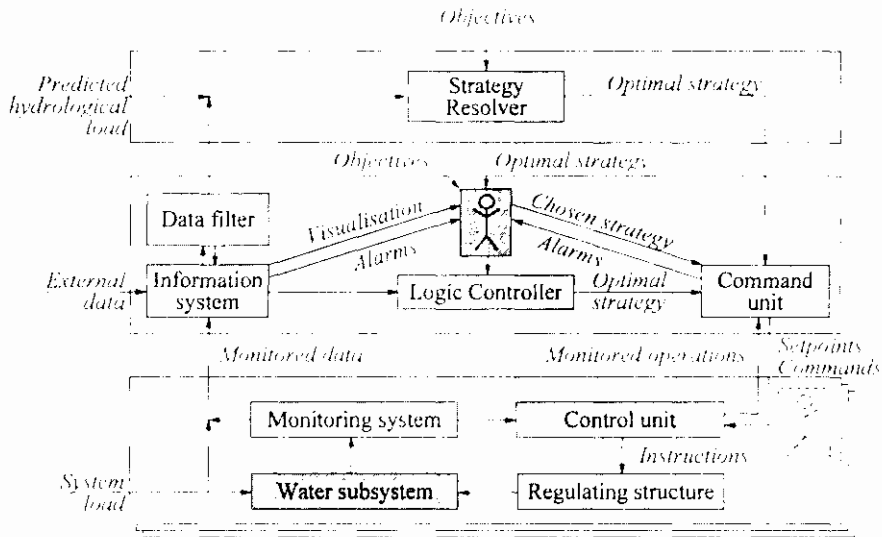 Objectives
Predicted
hydrological
load
Strategy
Resolver
Optimal strategy
Objectives
Optimal strategy
Data filter
Visualisation
Alarms
Chosen strategy
Alarms
External
data
Information
system
Logic Controller
Optimal
strategy
Command
unit
Monitored data
Monitored operations
Setpoints
Commands
Monitoring system
Control unit
Instructions
System
load
Water subsystem
Regulating structure